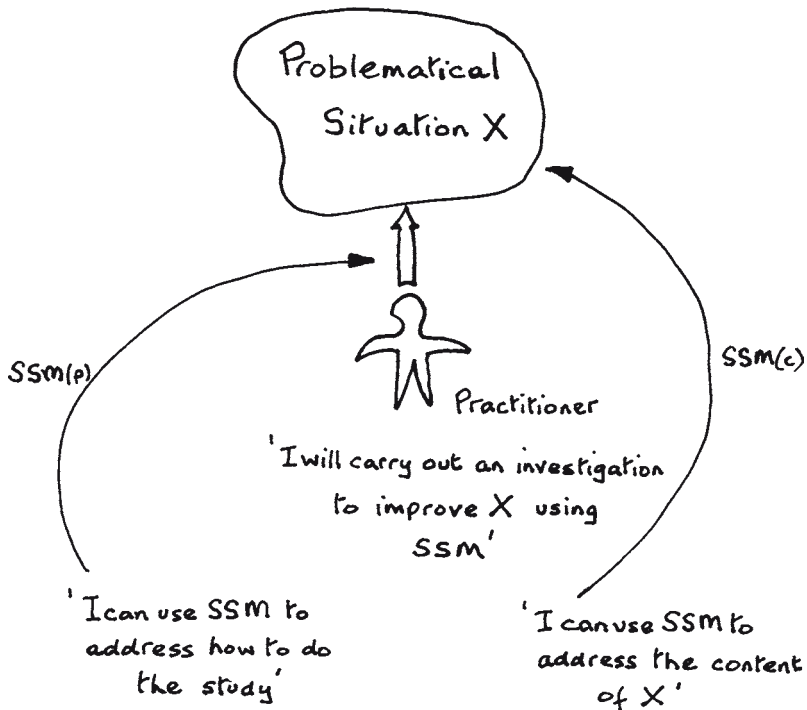 Problematical
Situation X
SSM(p)
SSM(c)
Practitioner
'I will carry out an investigation
to improve X using
SSM'
'I can use SSM to
address how to do
the study'
'I can use SSM to
address the content
of X'